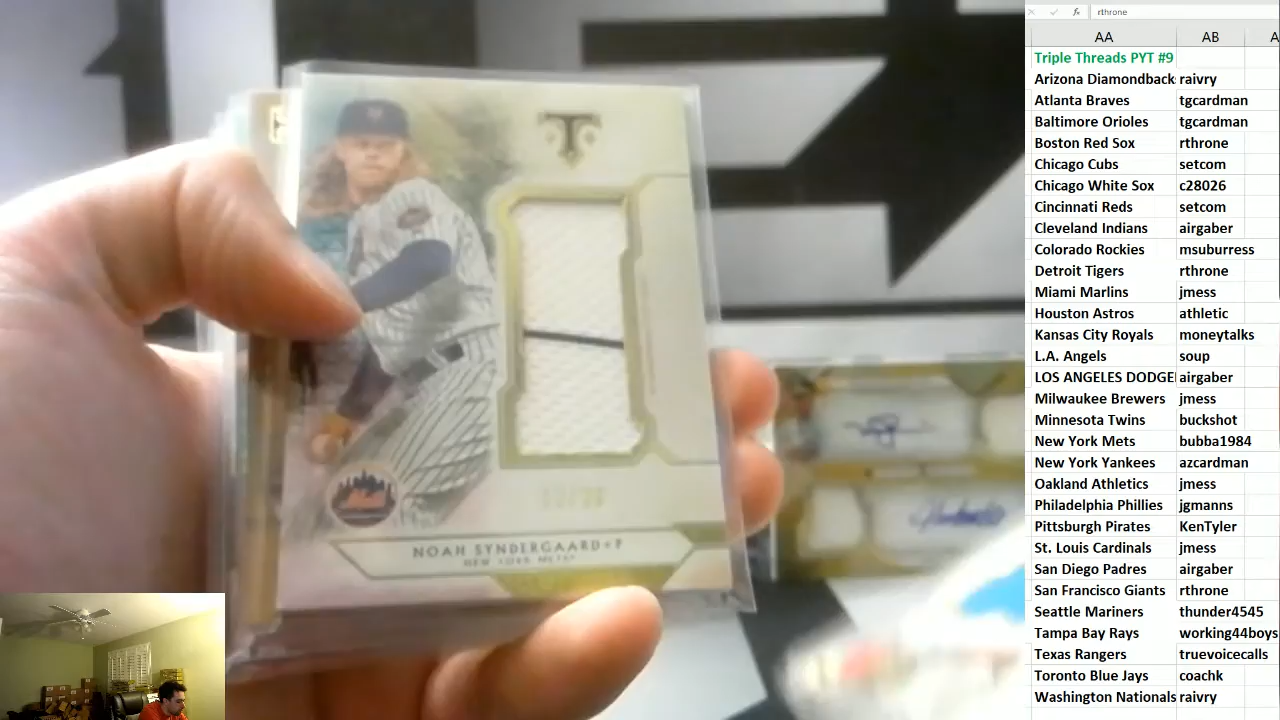 rthrone
AA AB
Triple Threads PYT #9
Arizona Diamondback raivry
Atlanta Braves tgcardman
Baltimore Orioles tgcardman
Boston Red Sox rthrone
Chicago Cubs setcom
Chicago White Sox c28026
Cincinnati Reds setcom
Cleveland Indians airgaber
Colorado Rockies msuburress
Detroit Tigers rthrone
Miami Marlins jmess
Houston Astros athletic
Kansas City Royals moneytalks
L.A. Angels soup
LOS ANGELES DODGE airgaber
Milwaukee Brewers jmess
Minnesota Twins buckshot
New York Mets bubba1984
New York Yankees azcardman
Oakland Athletics jmess
Philadelphia Phillies jgmanns
Pittsburgh Pirates KenTyler
St. Louis Cardinals jmess
San Diego Padres airgaber
San Francisco Giants rthrone
Seattle Mariners thunder4545
Tampa Bay Rays working44boys
Texas Rangers truevoicecalls
Toronto Blue Jays coachk
Washington Nationals raivry
T
Mets
NOAH SYNDERGAARD • P
NEW YORK METS